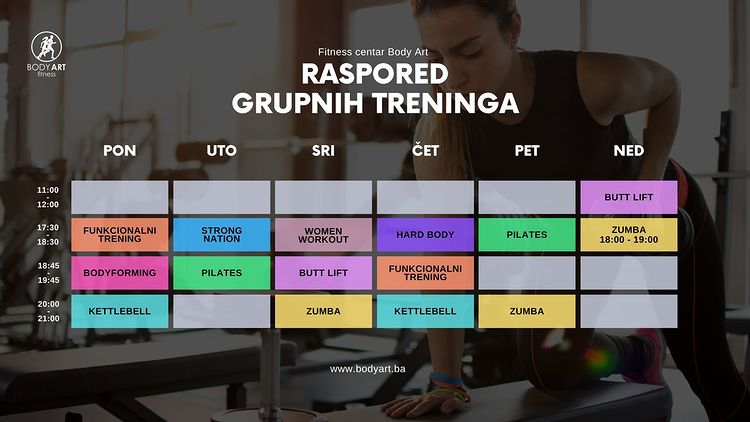 BODY ART
fitness
Fitness centar Body Art
RASPORED
GRUPNIH TRENINGA
PON UTO SRI ČET PET NED
11:00
-
12:00
BUTT LIFT
17:30
-
18:30
FUNKCIONALNI
TRENING
STRONG
NATION
WOMEN
WORKOUT
HARD BODY
PILATES
ZUMBA
18:00 - 19:00
18:45
-
19:45
BODYFORMING
PILATES
BUTT LIFT
FUNKCIONALNI
TRENING
20:00
-
21:00
KETTLEBELL
ZUMBA
KETTLEBELL
ZUMBA
www.bodyart.ba